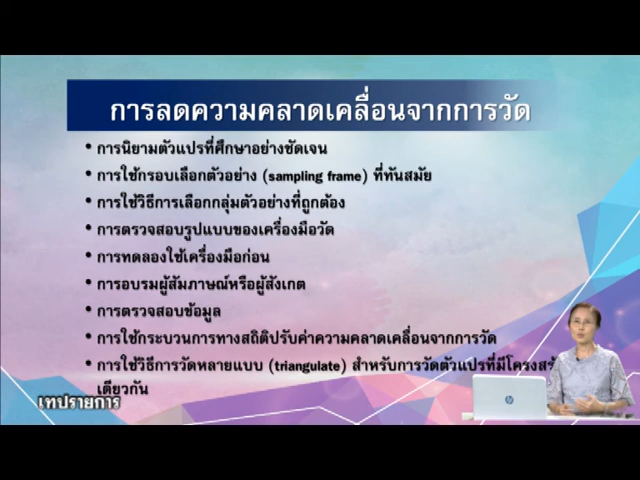 การลดความคลาดเคลื่อนจากการวัด
• การนิยามตัวแปรที่ศึกษาอย่างชัดเจน
• การใช้กรอบเลือกตัวอย่าง (sampling frame) ที่ทันสมัย
• การใช้วิธีการเลือกกลุ่มตัวอย่างที่ถูกต้อง
• การตรวจสอบรูปแบบของเครื่องมือวัด
• การทดลองใช้เครื่องมือก่อน
• การอบรมผู้สัมภาษณ์หรือผู้สังเกต
• การตรวจสอบข้อมูล
• การใช้กระบวนการทางสถิติปรับค่าความคลาดเคลื่อนจากการวัด
• การใช้วิธีการวัดหลายแบบ (triangulate) สำหรับการวัดตัวแปรที่มี
เดียวกัน
เทปรายการ
hp